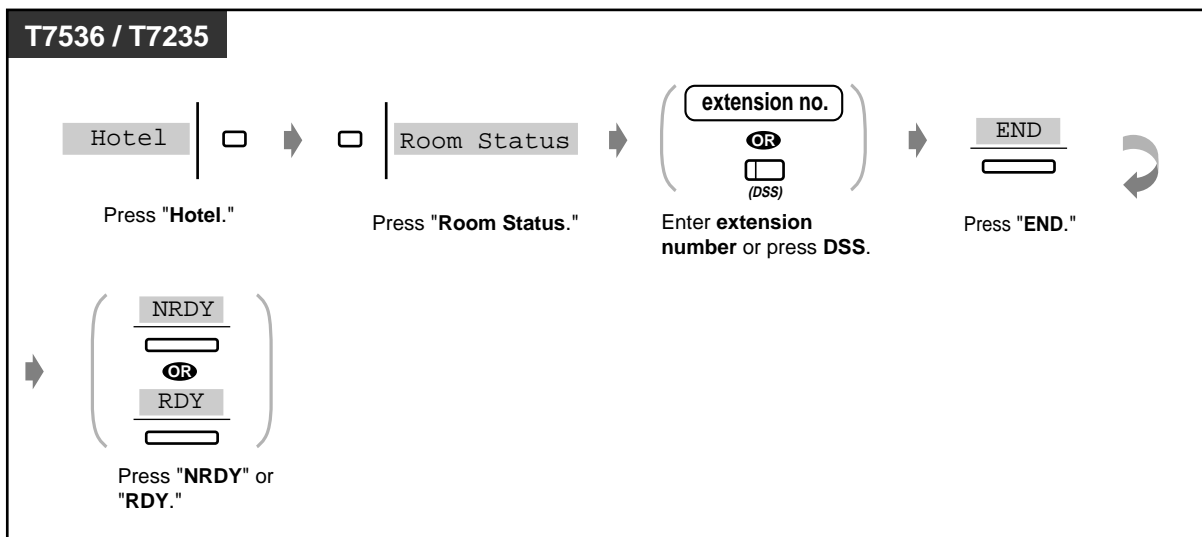 T7536 / T7235
Hotel
Press "Hotel."
Room Status
Press "Room Status."
extension no.
OR
(DSS)
Enter extension
number or press DSS.
END
Press "END."
NRDY
OR
RDY
Press "NRDY" or
"RDY."